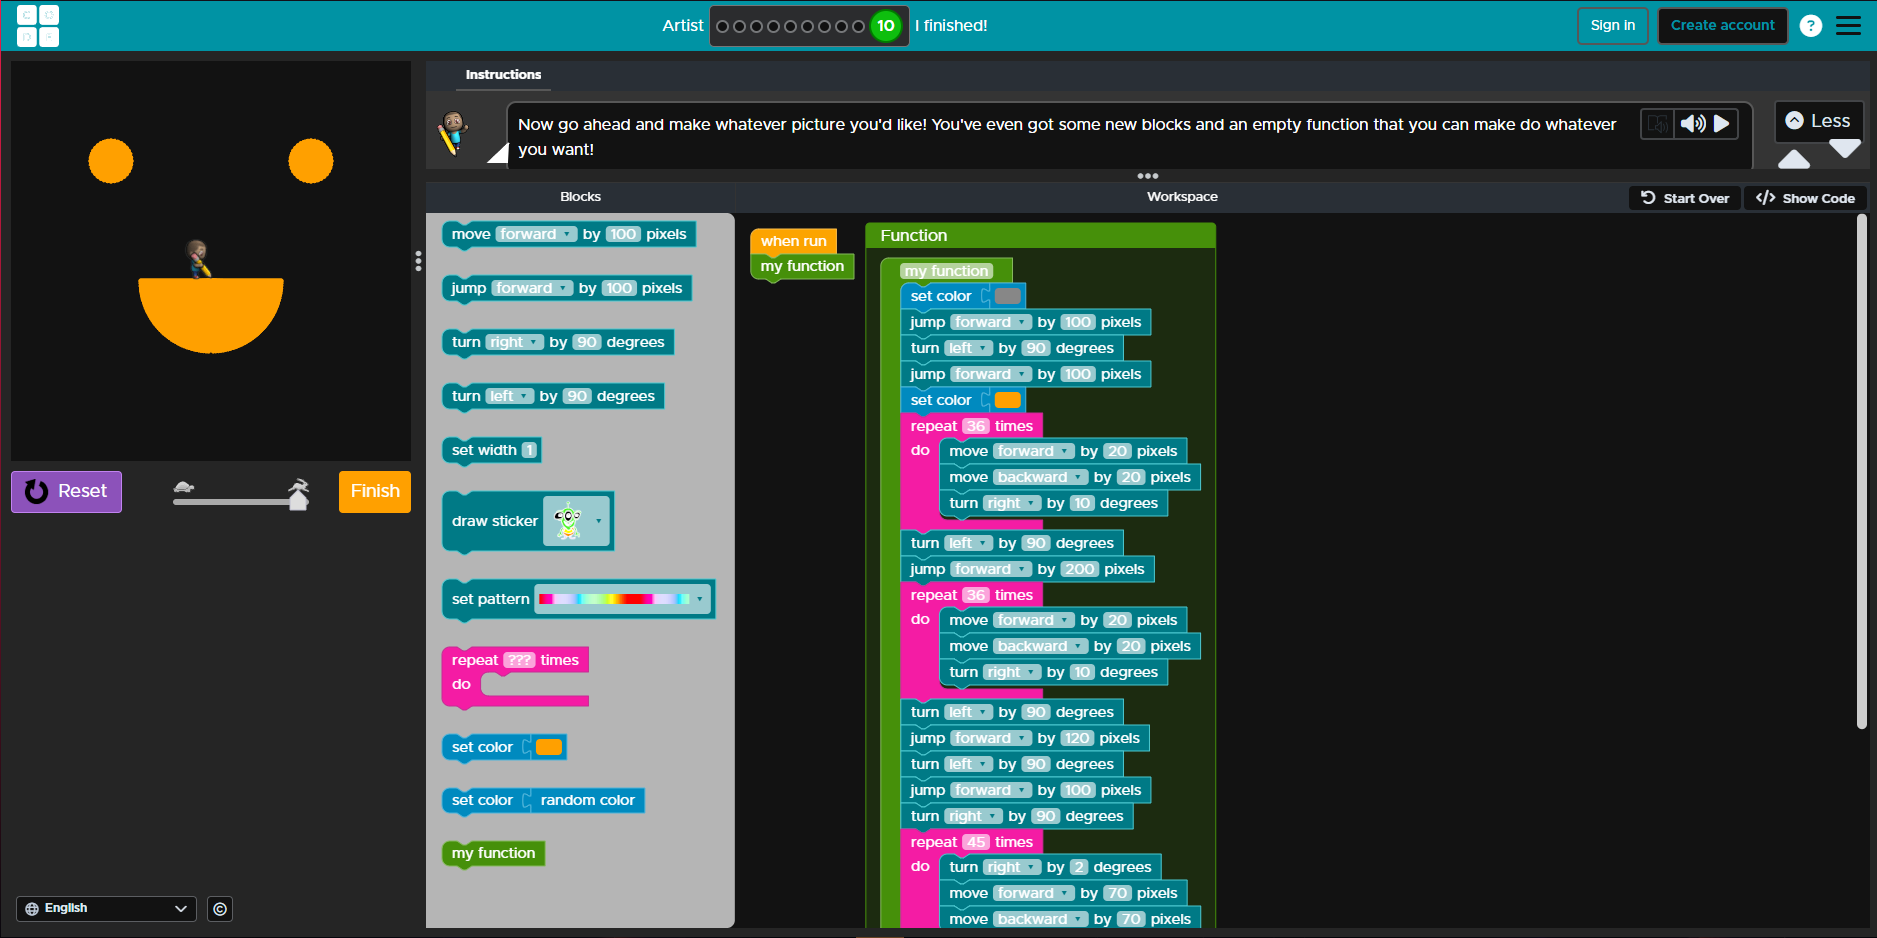 C O
D E
Artist
10
I finished!
Sign in
Create account
?
Instructions
Now go ahead and make whatever picture you'd like! You've even got some new blocks and an empty function that you can make do whatever
you want!
Less
Blocks
Workspace
Start Over
</> Show Code
Reset
Finish
English
©
move forward by 100 pixels
jump forward by 100 pixels
turn right by 90 degrees
turn left by 90 degrees
set width 1
draw sticker
set pattern
repeat ??? times
do
set color
set color random color
my function
when run
my function
Function
my function
set color
jump forward by 100 pixels
turn left by 90 degrees
jump forward by 100 pixels
set color
repeat 36 times
do move forward by 20 pixels
move backward by 20 pixels
turn right by 10 degrees
turn left by 90 degrees
jump forward by 200 pixels
repeat 36 times
do move forward by 20 pixels
move backward by 20 pixels
turn right by 10 degrees
turn left by 90 degrees
jump forward by 120 pixels
turn left by 90 degrees
jump forward by 100 pixels
turn right by 90 degrees
repeat 45 times
do turn right by 2 degrees
move forward by 70 pixels
move backward by 70 pixels